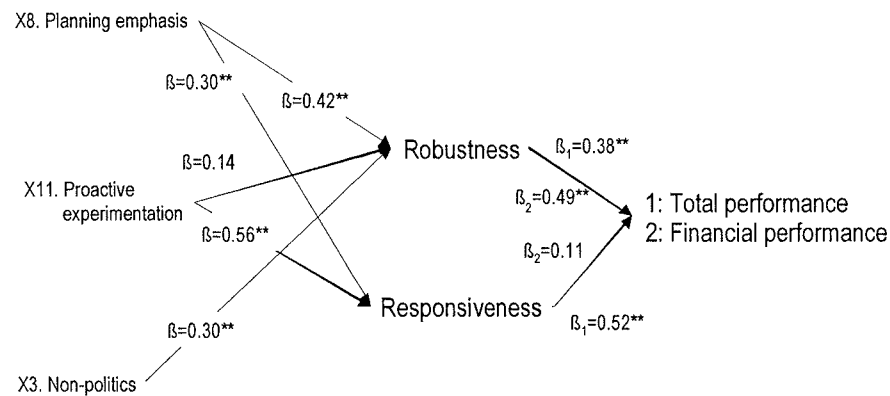 X8. Planning emphasis
ß=0.30**
ß=0.42**
ß=0.14
Robustness
ß₁=0.38**
X11. Proactive
experimentation
ß₂=0.49**
1: Total performance
2: Financial performance
ß=0.56**
ß₂=0.11
Responsiveness
ß₁=0.52**
ß=0.30**
X3. Non-politics